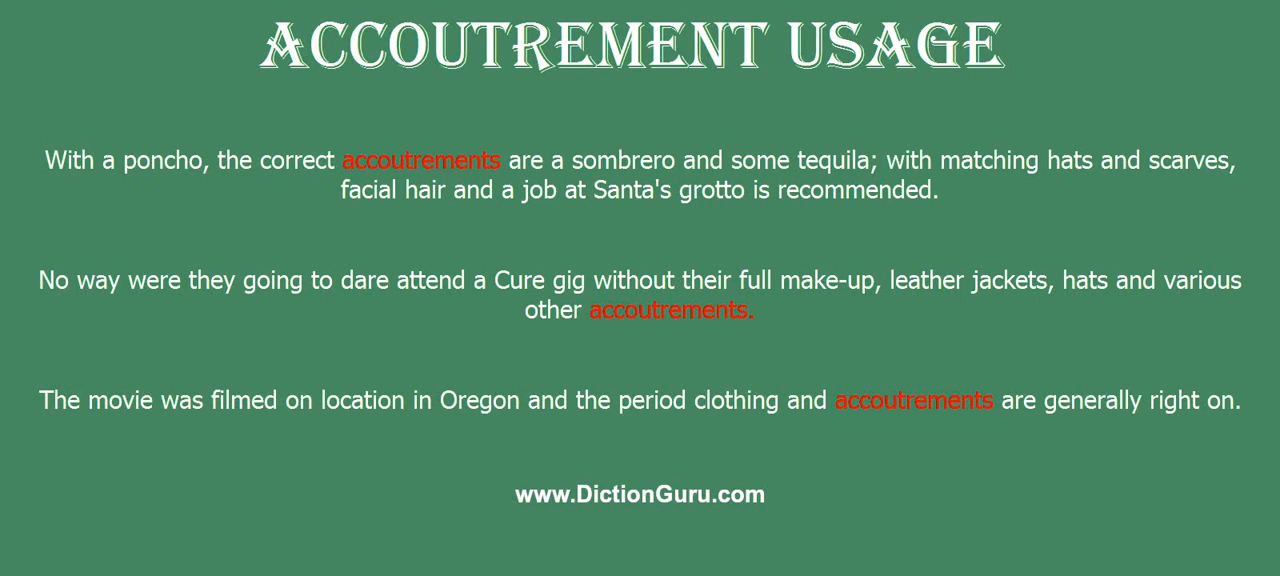 ACCOUTREMENT USAGE
With a poncho, the correct accoutrements are a sombrero and some tequila; with matching hats and scarves,
facial hair and a job at Santa's grotto is recommended.
No way were they going to dare attend a Cure gig without their full make-up, leather jackets, hats and various
other accoutrements.
The movie was filmed on location in Oregon and the period clothing and accoutrements are generally right on.
www.DictionGuru.com